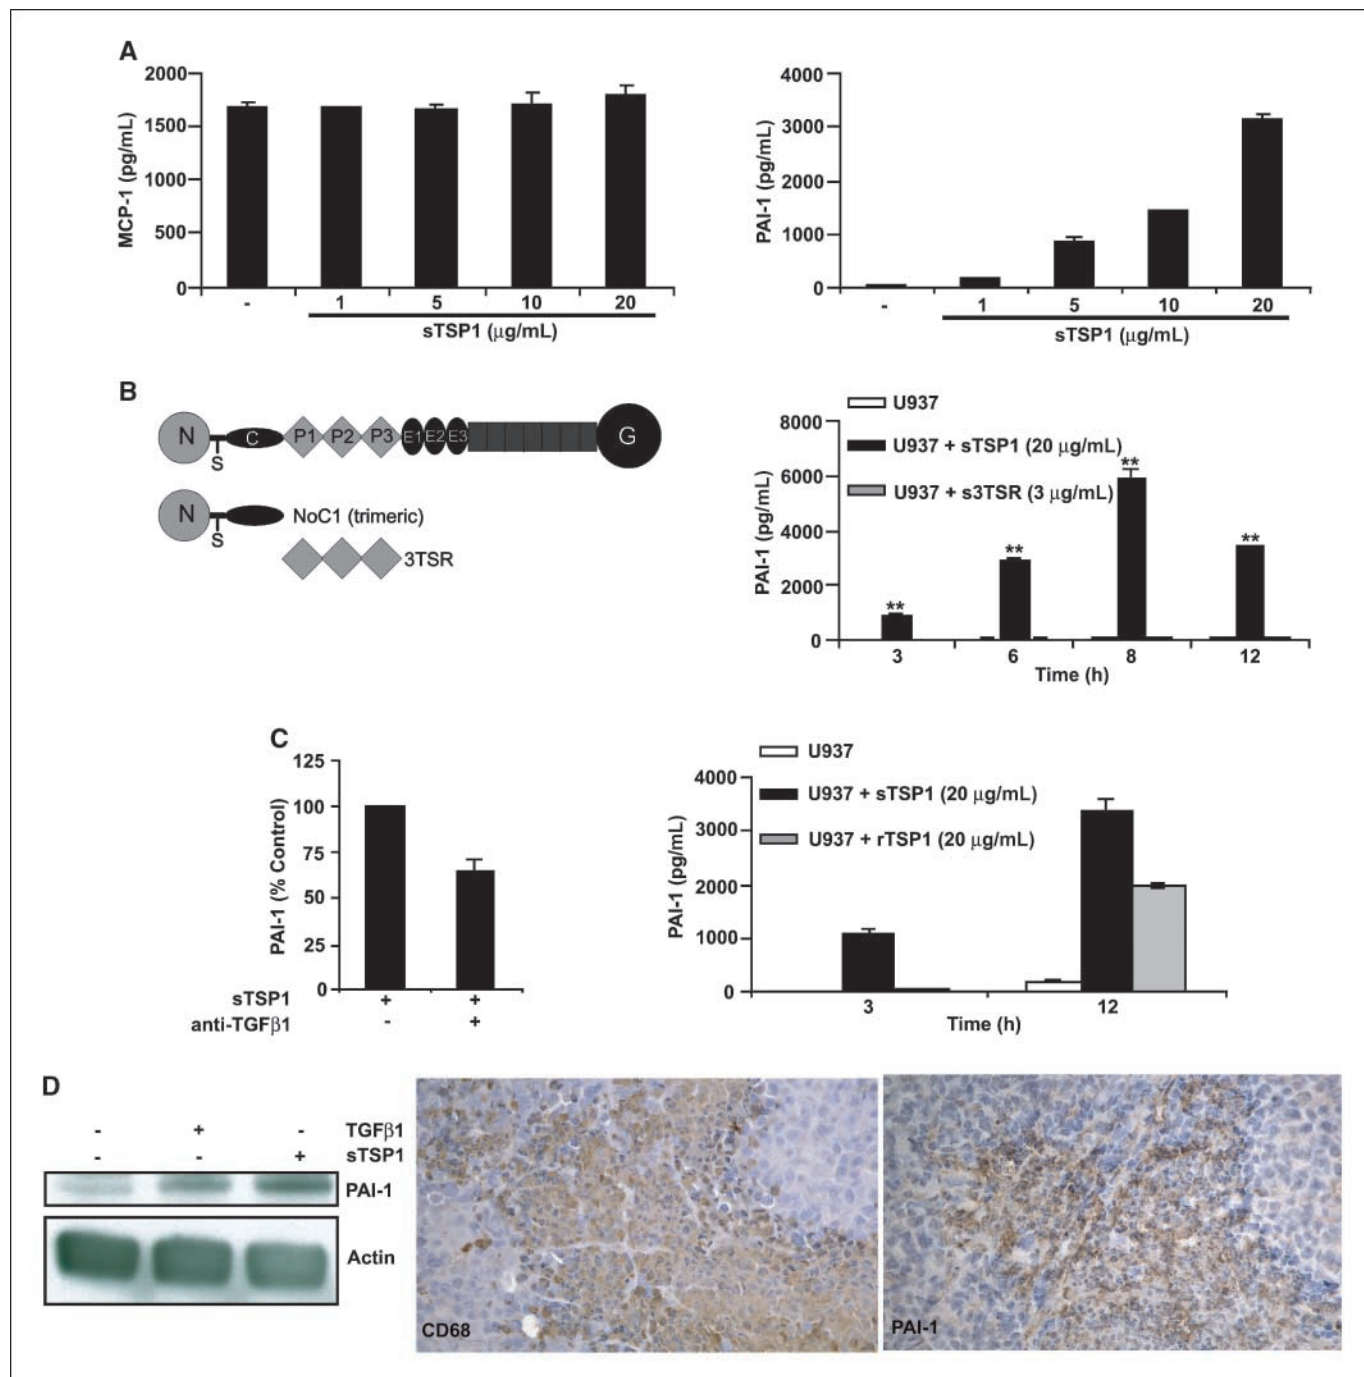 A
MCP-1 (pg/mL)
2000
1500
1000
500
0
- 1 5 10 20
sTSP1 (μg/mL)
PAI-1 (pg/mL)
4000
3000
2000
1000
0
- 1 5 10 20
sTSP1 (μg/mL)
B
N C P1 P2 P3 E1 E2 E3 G
S
N NoC1 (trimeric)
S
3TSR
U937
U937 + sTSP1 (20 μg/mL)
U937 + s3TSR (3 μg/mL)
PAI-1 (pg/mL)
8000
6000
4000
2000
0
** ** ** **
3 6 8 12
Time (h)
C
PAI-1 (% Control)
125
100
75
50
25
0
sTSP1 + +
anti-TGFβ1 - +
U937
U937 + sTSP1 (20 μg/mL)
U937 + rTSP1 (20 μg/mL)
PAI-1 (pg/mL)
4000
3000
2000
1000
0
3 12
Time (h)
D
- + - TGFβ1
- - + sTSP1
PAI-1
Actin
CD68
PAI-1